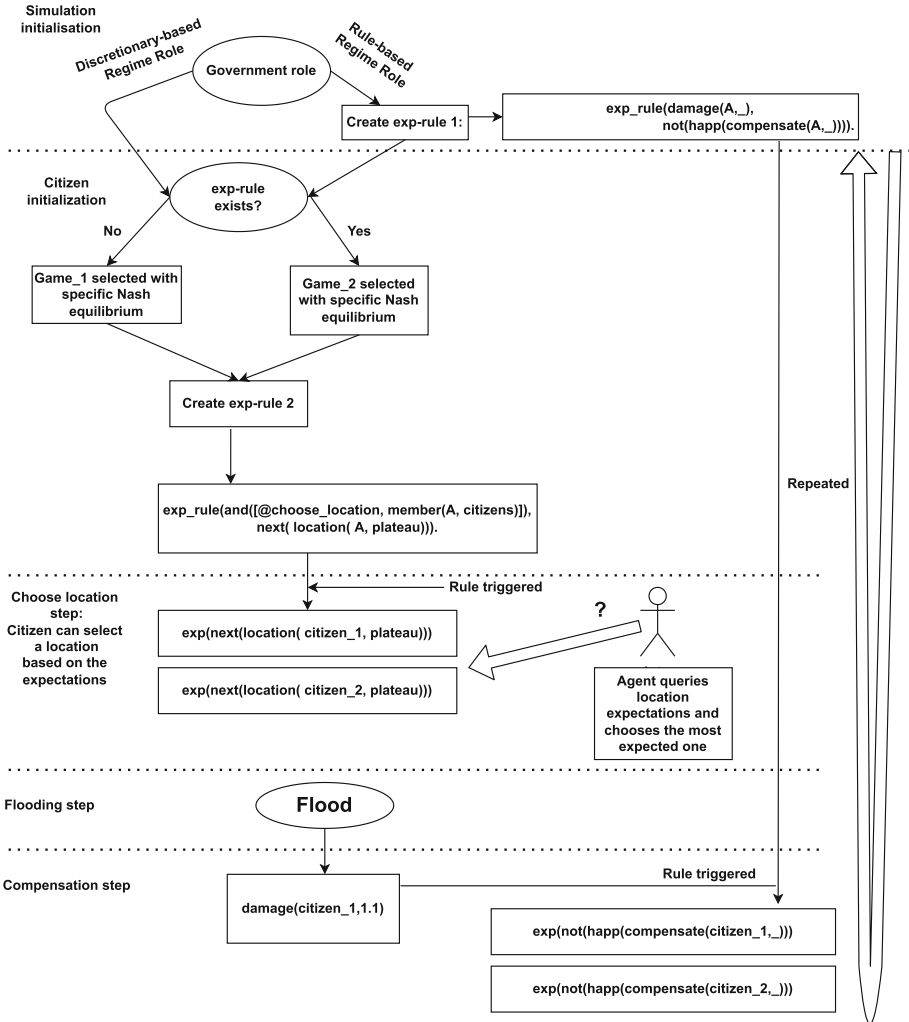 Simulation
initialisation
Discretionary-based
Regime Role
Rule-based
Regime Role
Government role
Create exp-rule 1:
exp_rule(damage(A,_),
not(happ(compensate(A,_)))).
Citizen
initialization
exp-rule
exists?
No
Yes
Game_1 selected with
specific Nash
equilibrium
Game_2 selected
with specific Nash
equilibrium
Create exp-rule 2
Repeated
exp_rule(and([@choose_location, member(A, citizens)]),
next( location( A, plateau))).
Choose location
step:
Citizen can select
a location
based on the
expectations
Rule triggered
exp(next(location( citizen_1, plateau)))
exp(next(location( citizen_2, plateau)))
?
Agent queries
location
expectations and
chooses the most
expected one
Flooding step
Flood
Compensation step
Rule triggered
damage(citizen_1,1.1)
exp(not(happ(compensate(citizen_1,_)))
exp(not(happ(compensate(citizen_2,_)))